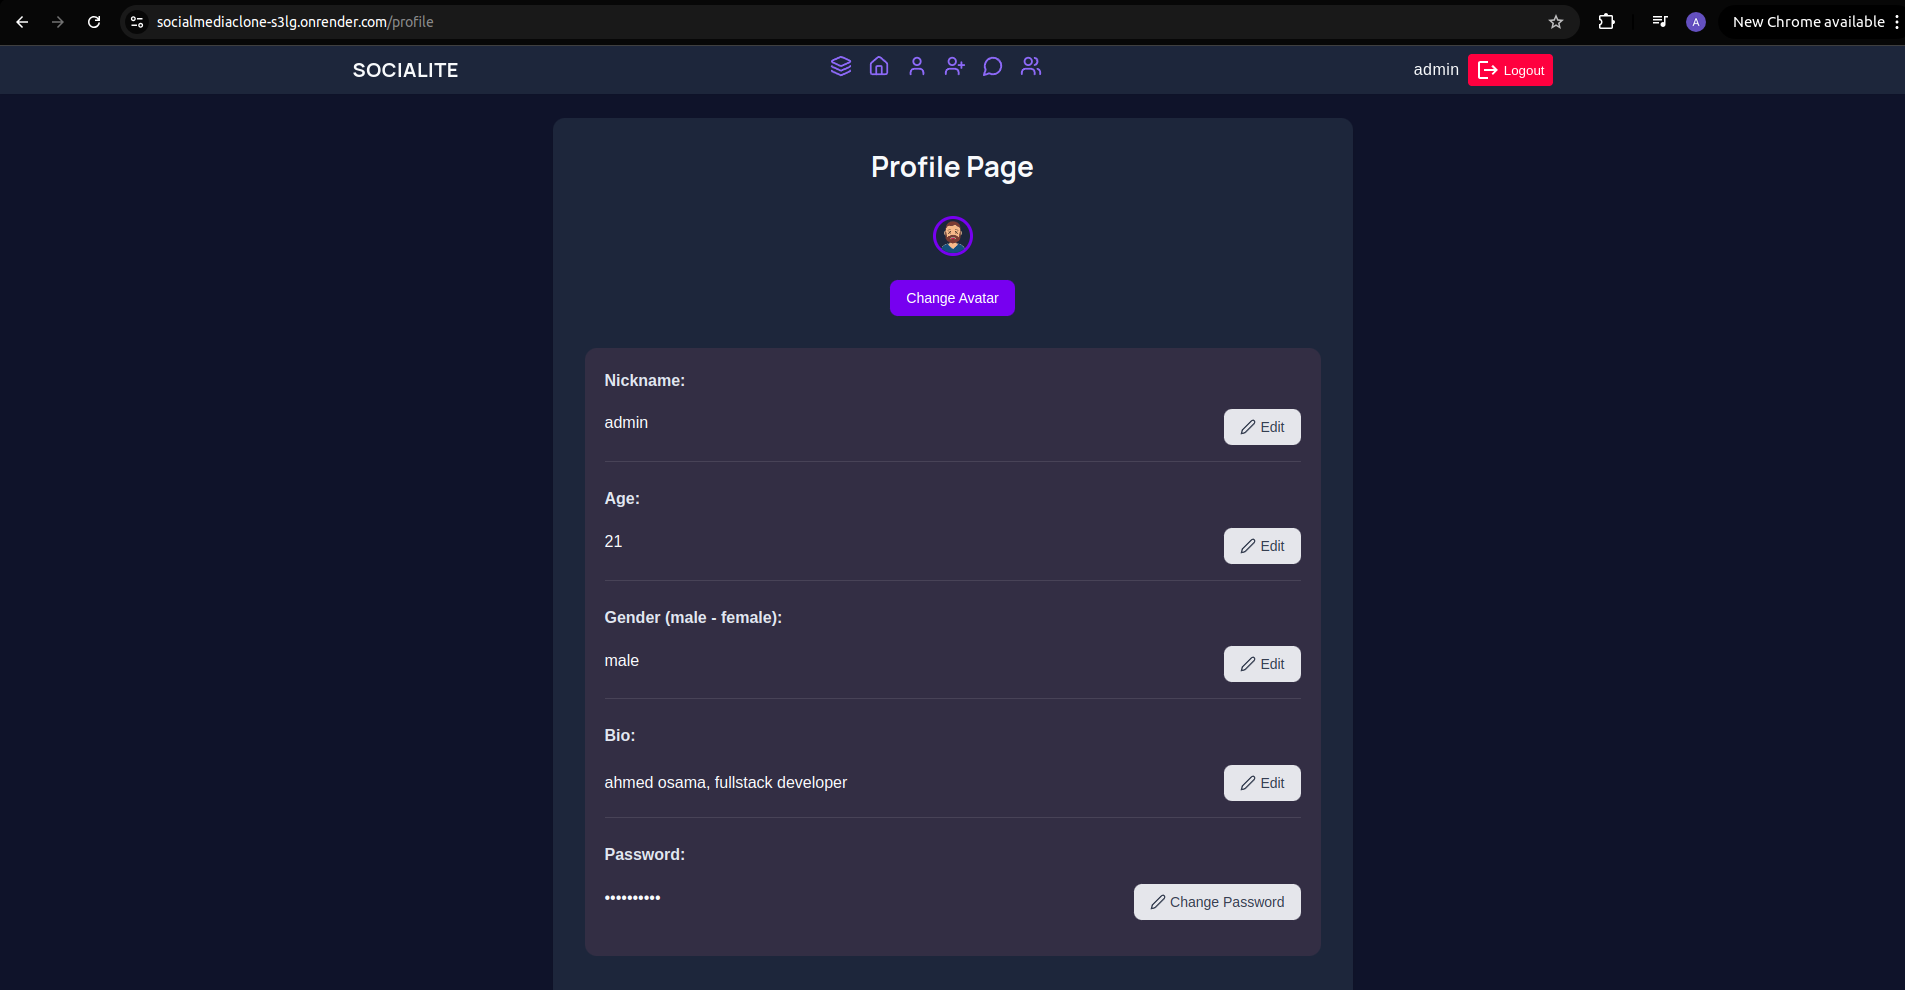 socialmediaclone-s3lg.onrender.com/profile
A
New Chrome available
SOCIALITE
admin
Logout
Profile Page
Change Avatar
Nickname:
admin
Edit
Age:
21
Edit
Gender (male - female):
male
Edit
Bio:
ahmed osama, fullstack developer
Edit
Password:
••••••••••
Change Password